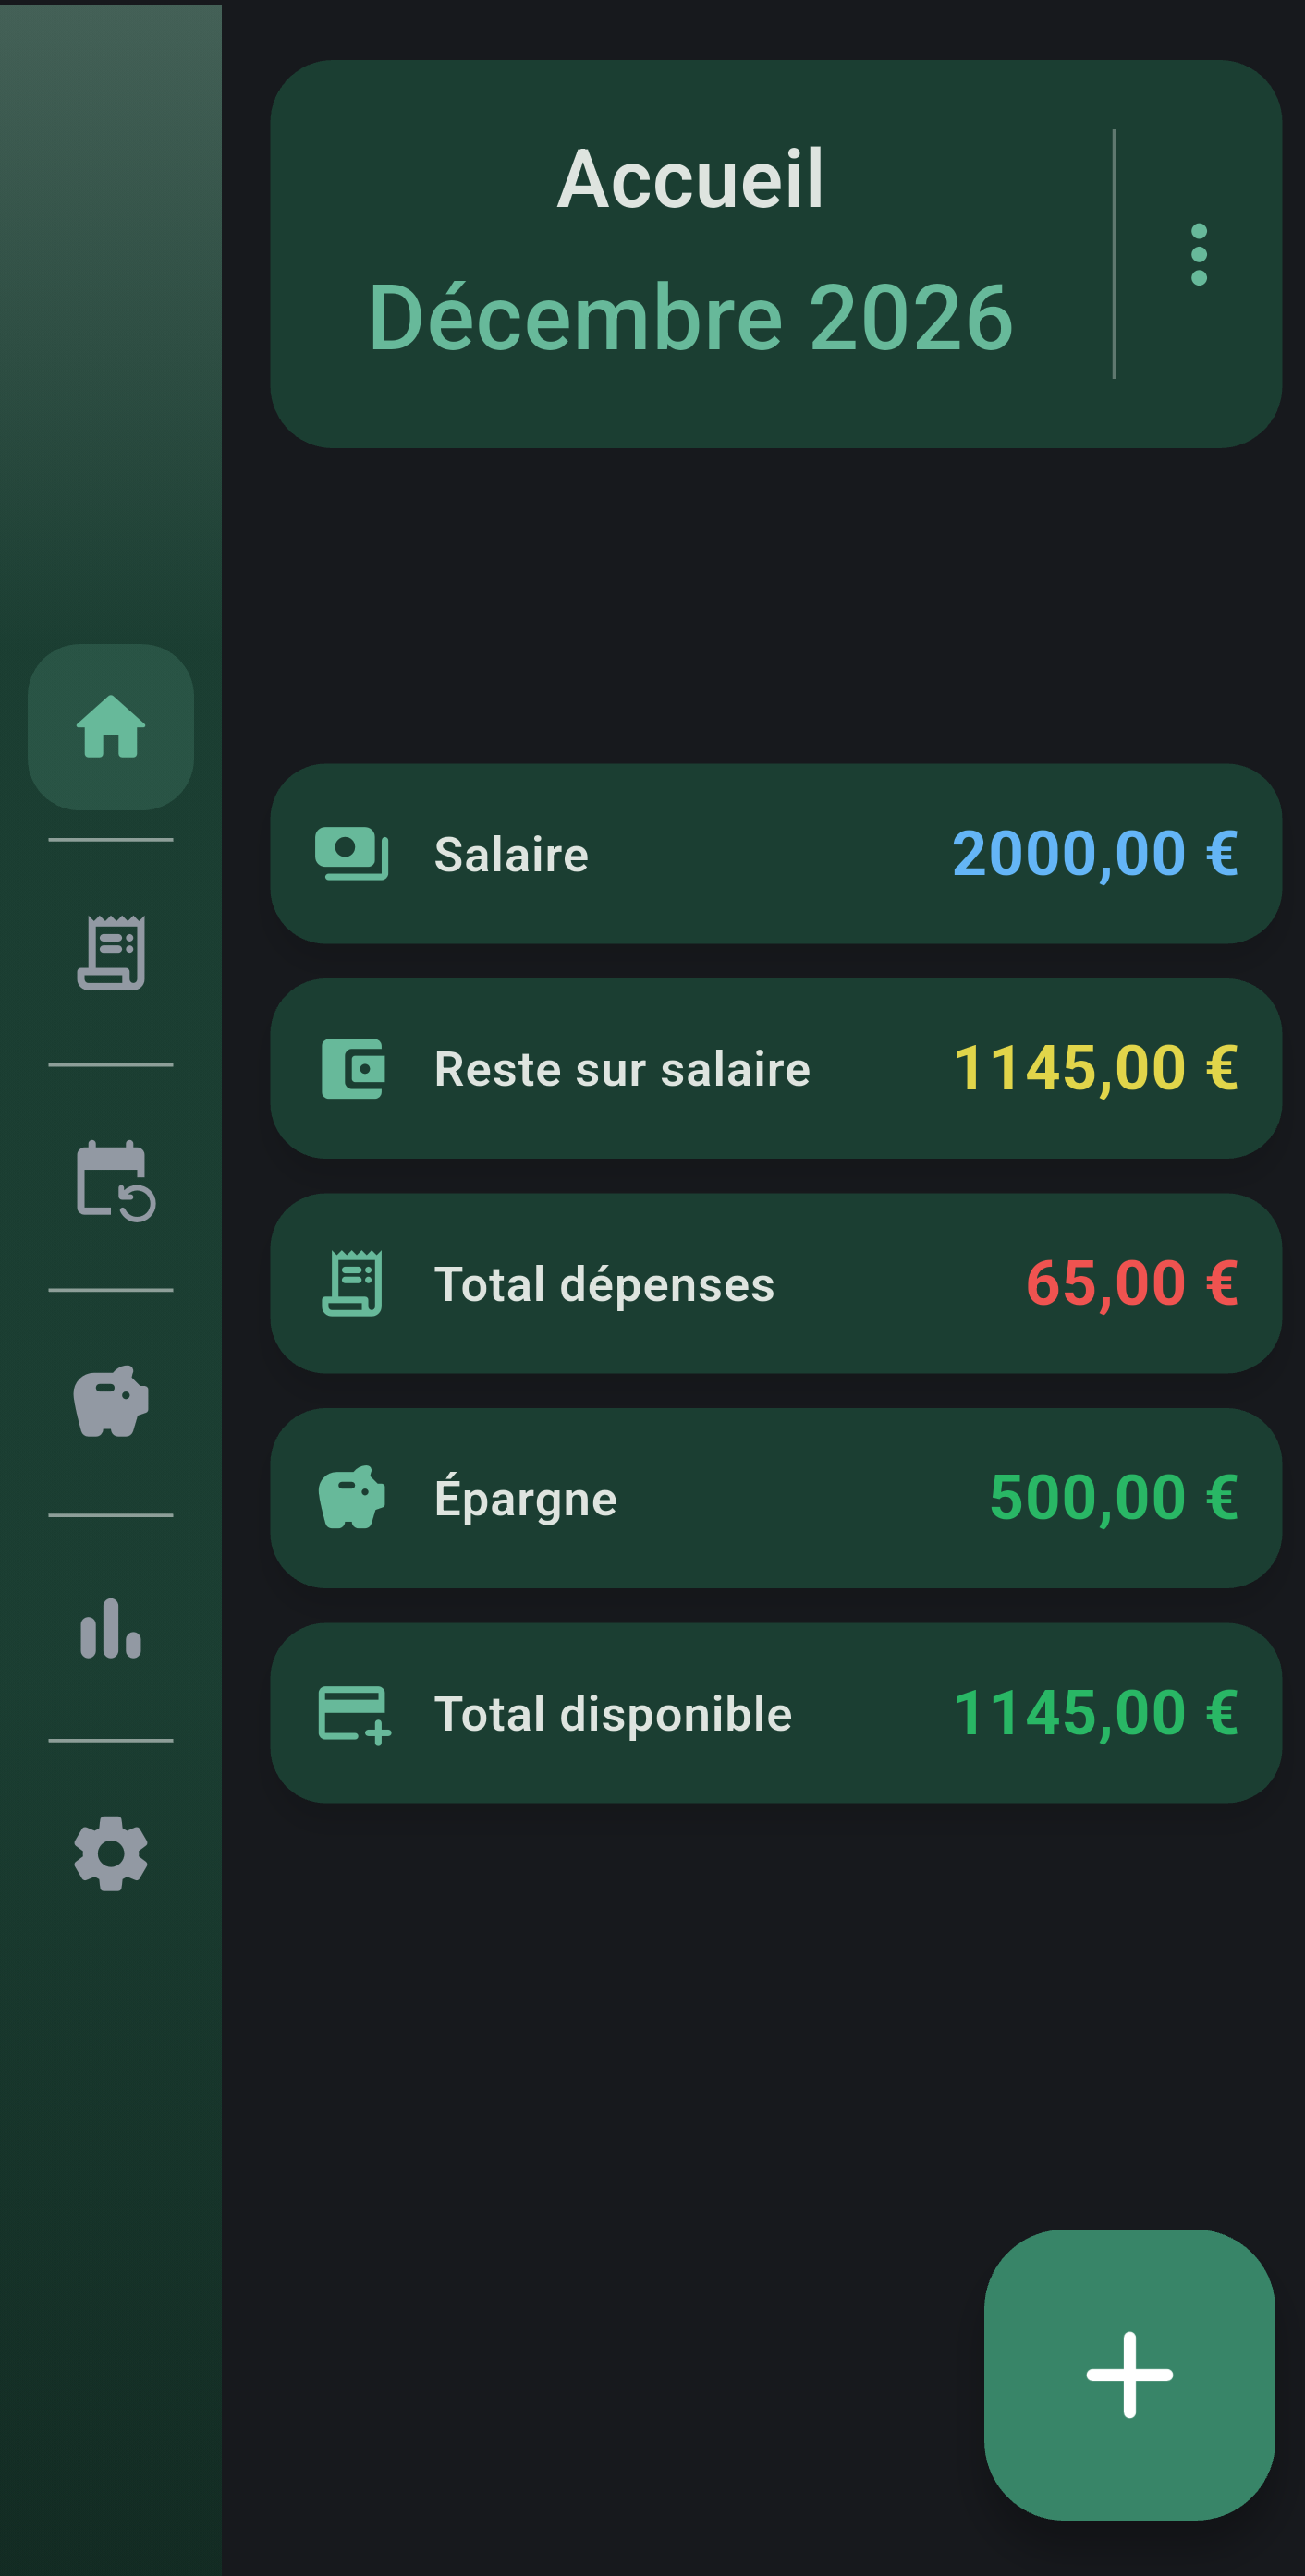 Accueil
Décembre 2026
Salaire 2000,00 €
Reste sur salaire 1145,00 €
Total dépenses 65,00 €
Épargne 500,00 €
Total disponible 1145,00 €